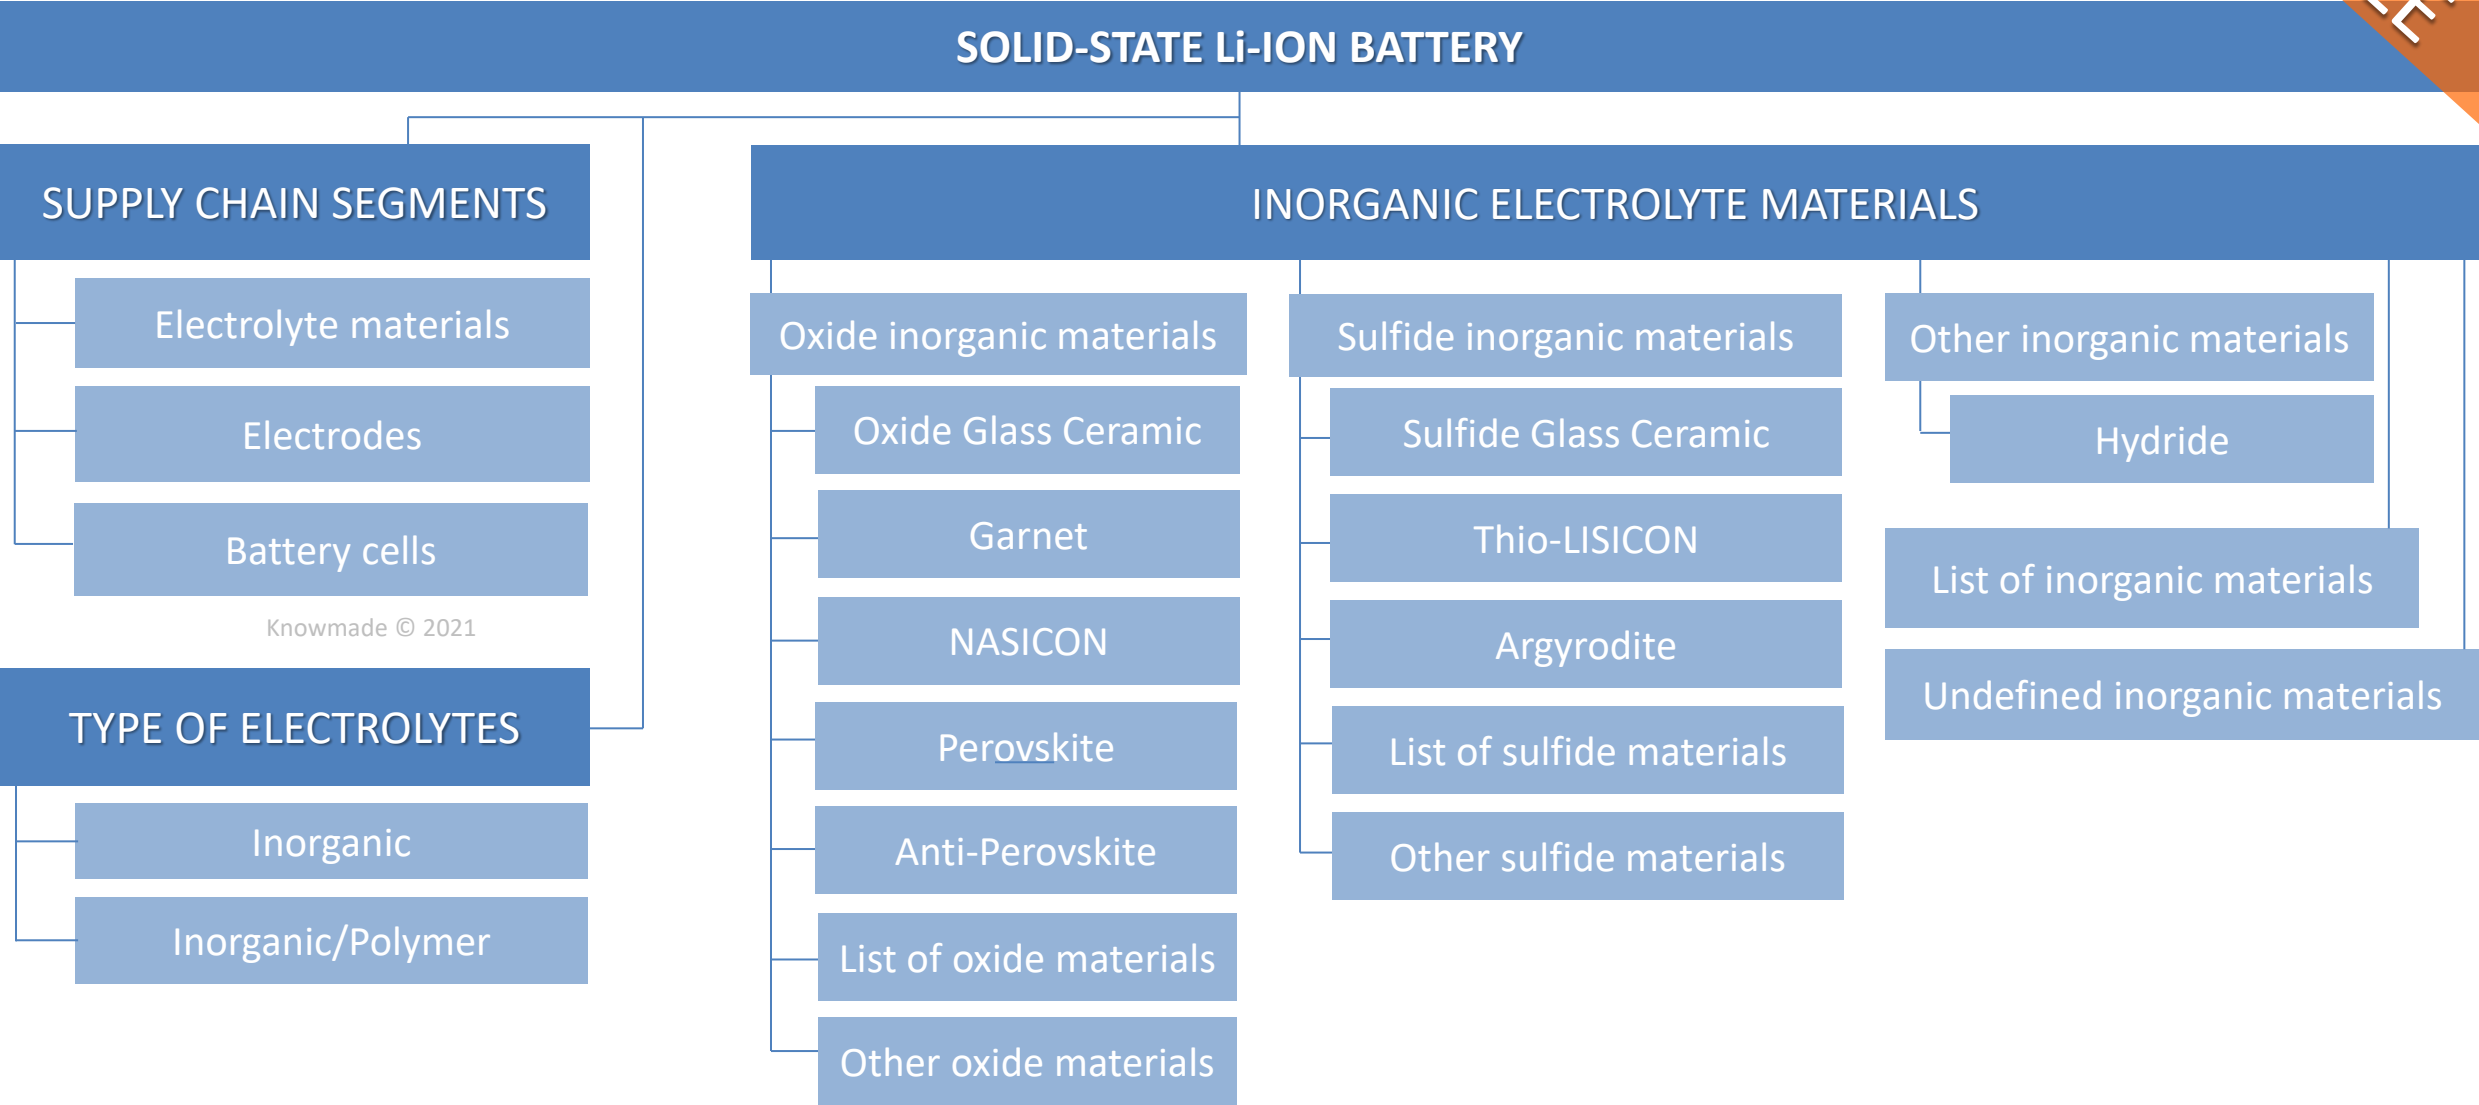 SOLID-STATE Li-ION BATTERY
SUPPLY CHAIN SEGMENTS
Electrolyte materials
Electrodes
Battery cells
Knowmade © 2021
TYPE OF ELECTROLYTES
Inorganic
Inorganic/Polymer
INORGANIC ELECTROLYTE MATERIALS
Oxide inorganic materials
Oxide Glass Ceramic
Garnet
NASICON
Perovskite
Anti-Perovskite
List of oxide materials
Other oxide materials
Sulfide inorganic materials
Sulfide Glass Ceramic
Thio-LISICON
Argyrodite
List of sulfide materials
Other sulfide materials
Other inorganic materials
Hydride
List of inorganic materials
Undefined inorganic materials